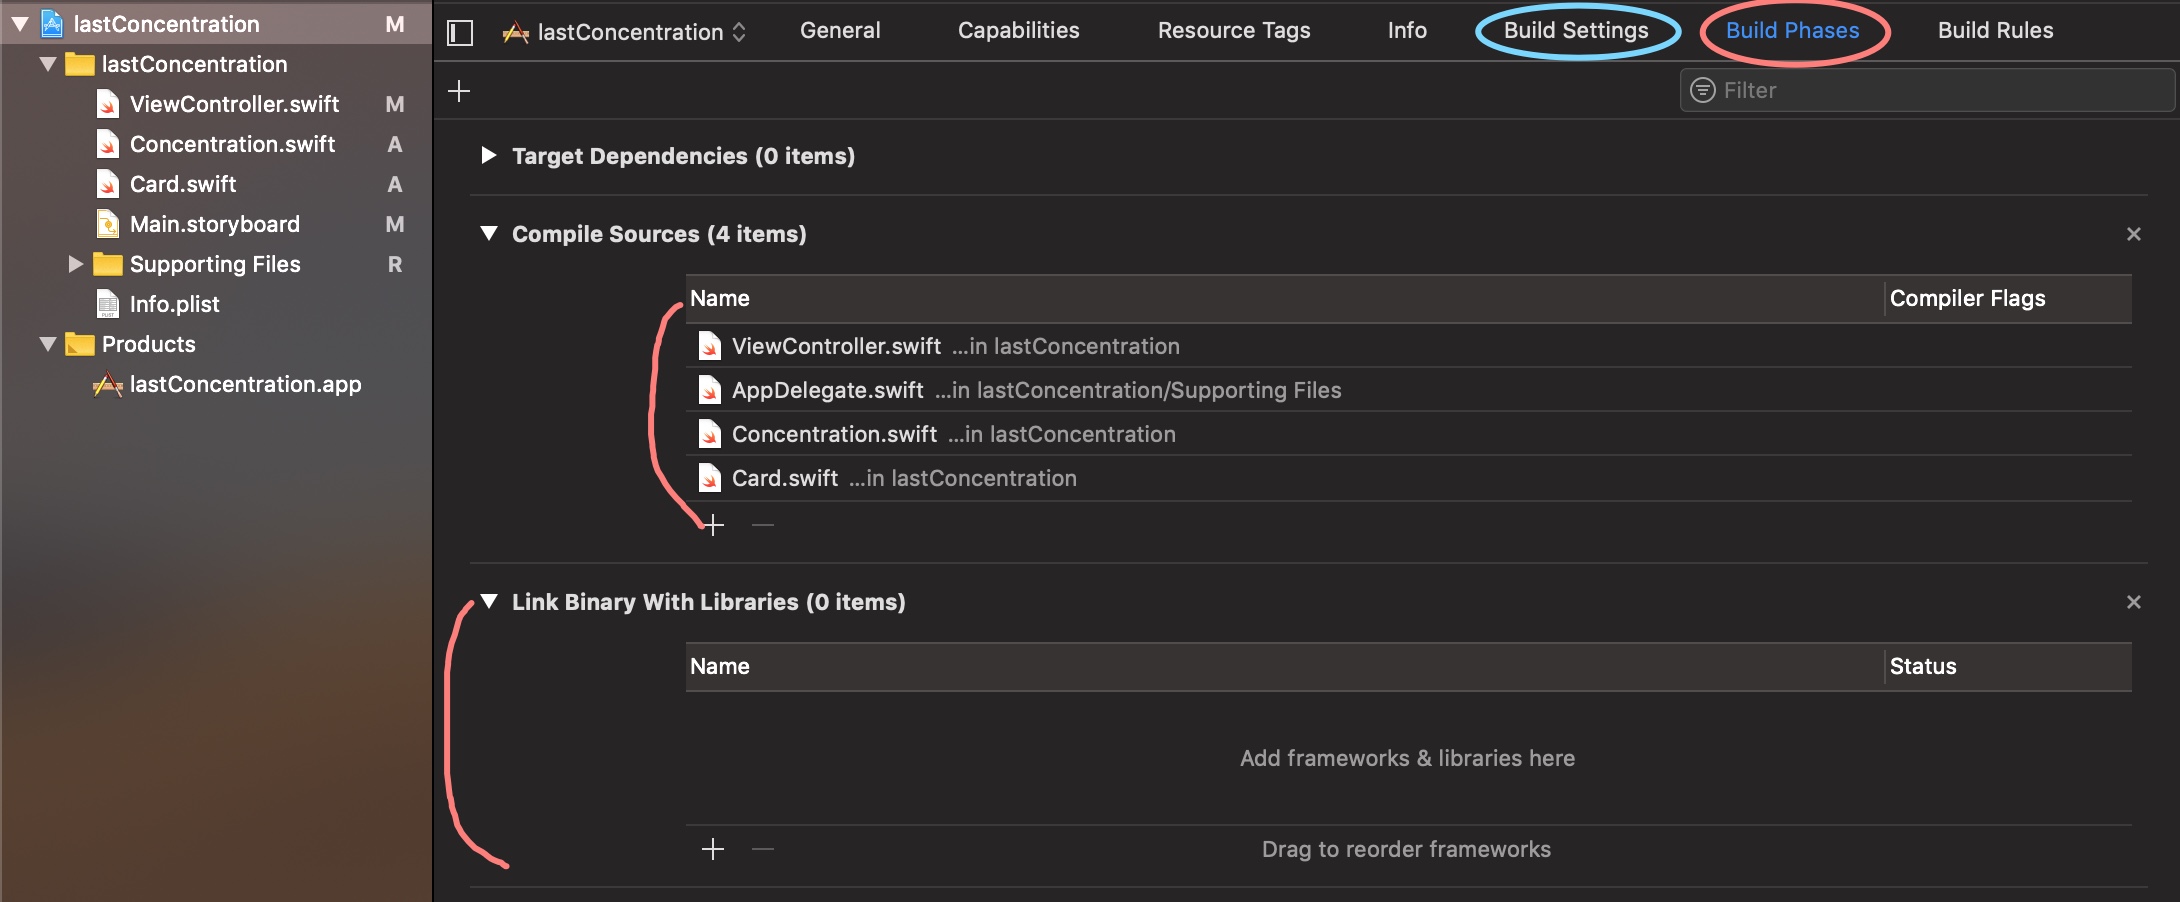 lastConcentration M
lastConcentration
ViewController.swift M
Concentration.swift A
Card.swift A
Main.storyboard M
Supporting Files R
Info.plist
Products
lastConcentration.app
lastConcentration General Capabilities Resource Tags Info Build Settings Build Phases Build Rules
Filter
Target Dependencies (0 items)
Compile Sources (4 items)
Name Compiler Flags
ViewController.swift ...in lastConcentration
AppDelegate.swift ...in lastConcentration/Supporting Files
Concentration.swift ...in lastConcentration
Card.swift ...in lastConcentration
Link Binary With Libraries (0 items)
Name Status
Add frameworks & libraries here
Drag to reorder frameworks